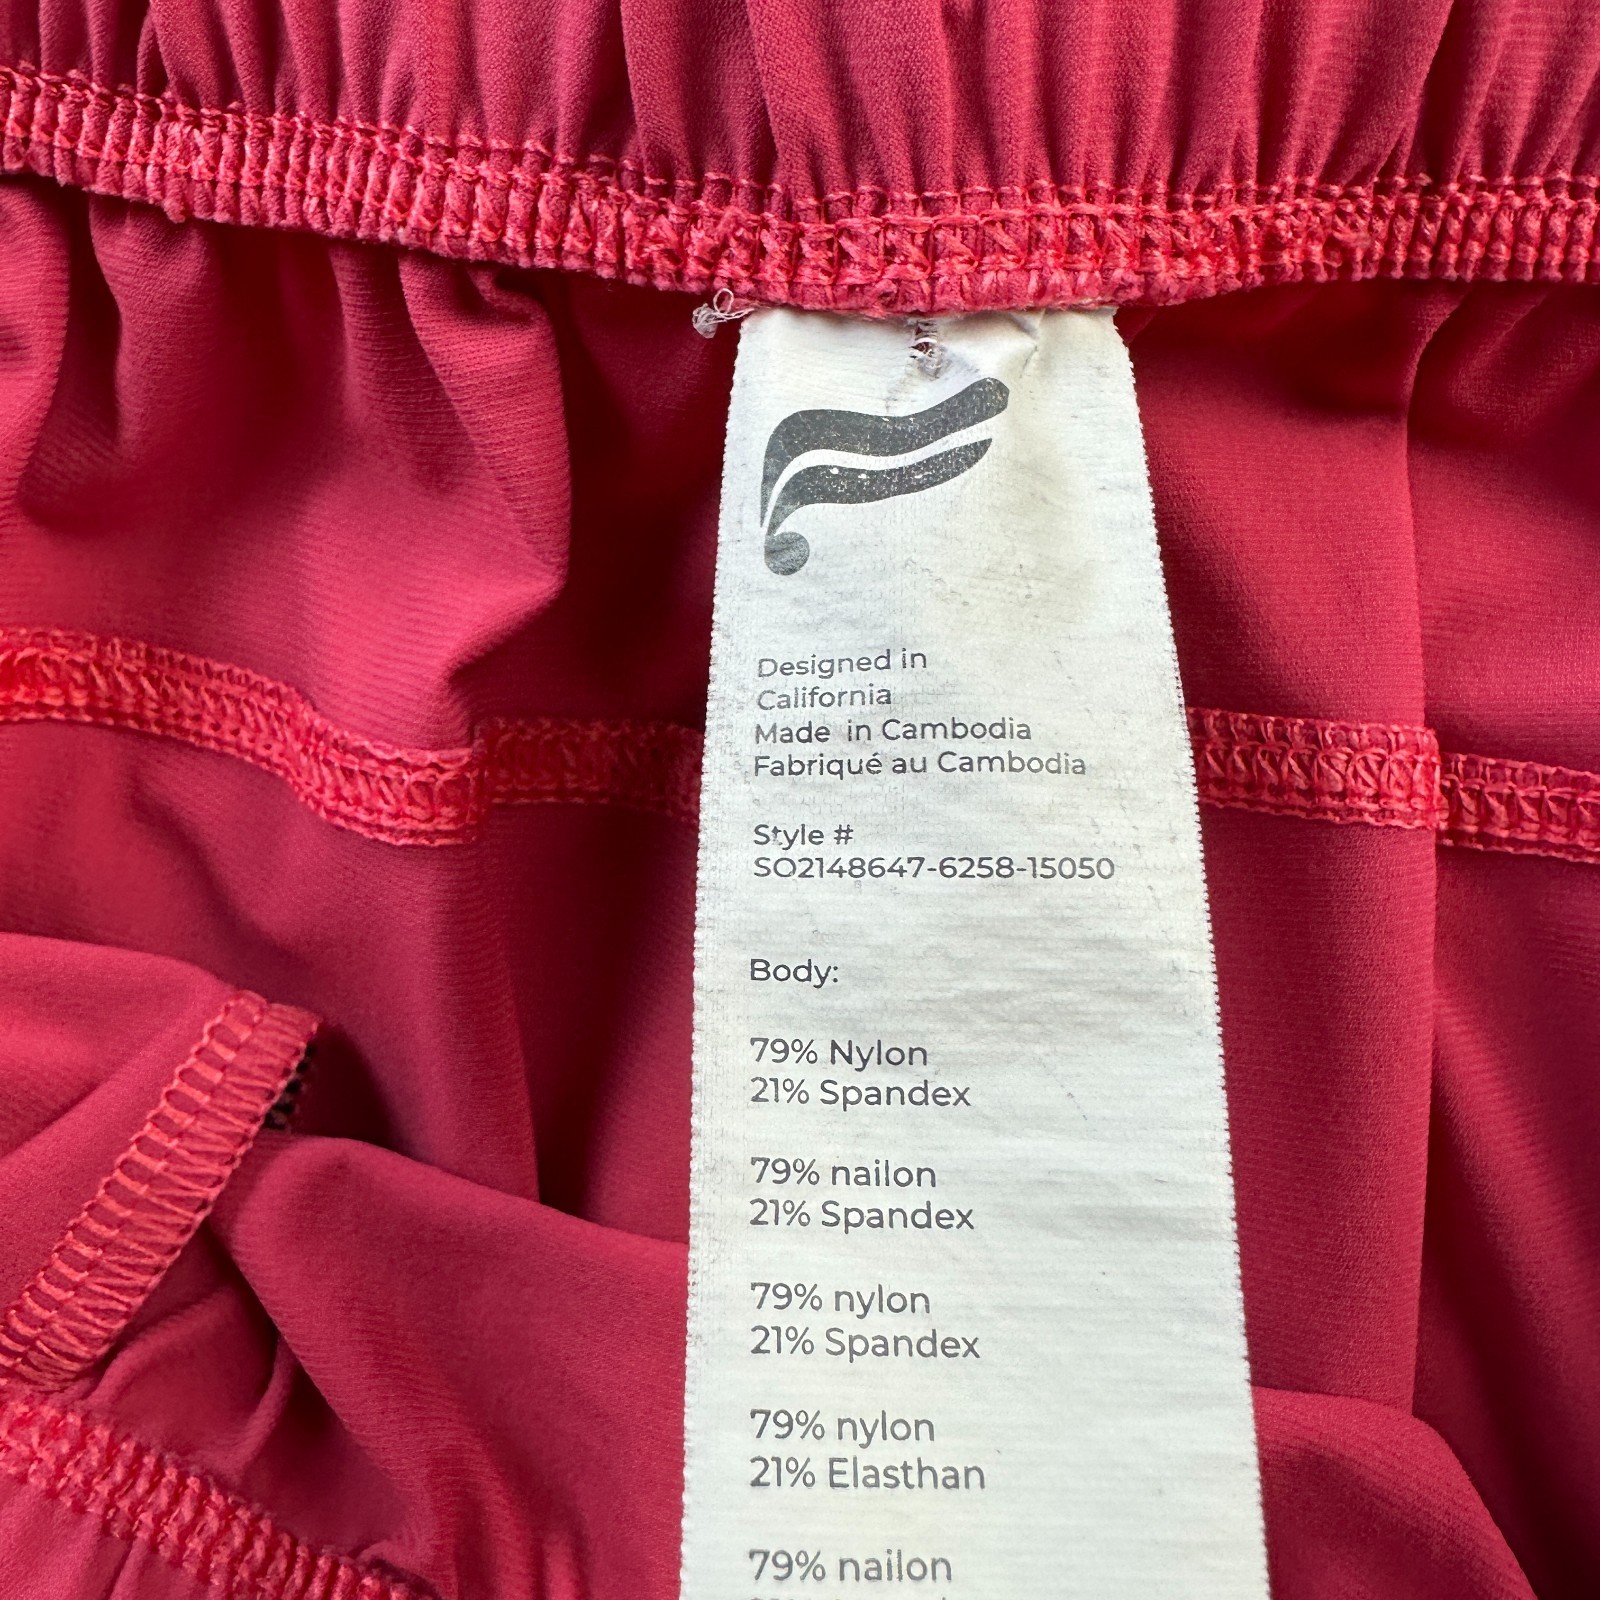 Designed in
California
Made in Cambodia
Fabriqué au Cambodia
Style #
SO2148647-6258-15050
Body:
79% Nylon
21% Spandex
79% nailon
21% Spandex
79% nylon
21% Spandex
79% nylon
21% Elasthan
79% nailon